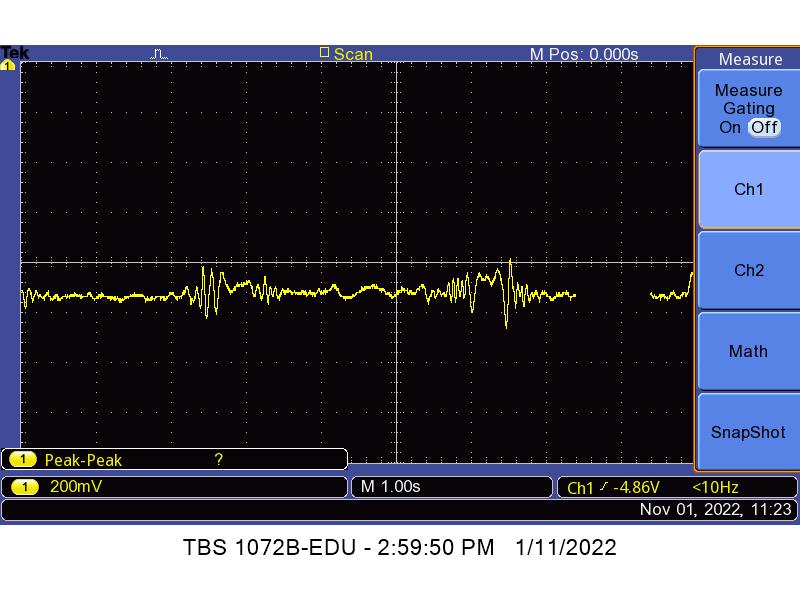 Tek
Scan
M Pos: 0.000s
1
Measure
Measure
Gating
On Off
Ch1
Ch2
Math
SnapShot
1 Peak-Peak ?
1 200mV
M 1.00s
Ch1 -4.86V <10Hz
Nov 01, 2022, 11:23
TBS 1072B-EDU - 2:59:50 PM 1/11/2022